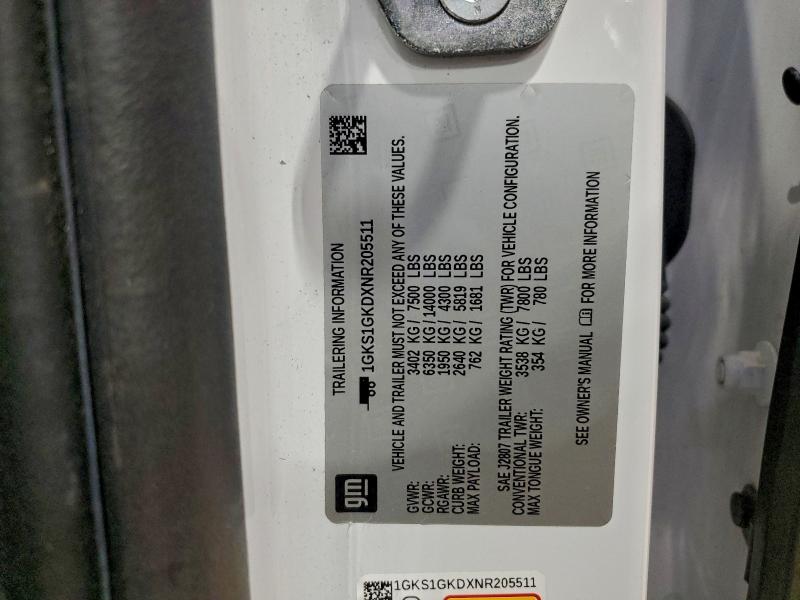 TRAILERING INFORMATION
1GKS1GKDXNR205511
gm
VEHICLE AND TRAILER MUST NOT EXCEED ANY OF THESE VALUES.
GVWR: 3402 KG / 7500 LBS
GCWR: 6350 KG / 14000 LBS
RGAWR: 1950 KG / 4300 LBS
CURB WEIGHT: 2640 KG / 5819 LBS
MAX PAYLOAD: 762 KG / 1681 LBS
SAE J2807 TRAILER WEIGHT RATING (TWR) FOR VEHICLE CONFIGURATION.
CONVENTIONAL TWR: 3538 KG / 7800 LBS
MAX TONGUE WEIGHT: 354 KG / 780 LBS
SEE OWNER'S MANUAL FOR MORE INFORMATION
1GKS1GKDXNR205511